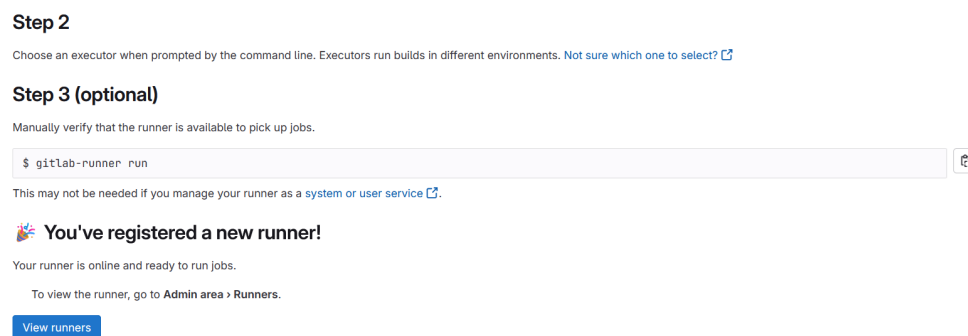 Step 2
Choose an executor when prompted by the command line. Executors run builds in different environments. Not sure which one to select?
Step 3 (optional)
Manually verify that the runner is available to pick up jobs.
$ gitlab-runner run
This may not be needed if you manage your runner as a system or user service.
You've registered a new runner!
Your runner is online and ready to run jobs.
To view the runner, go to Admin area › Runners.
View runners